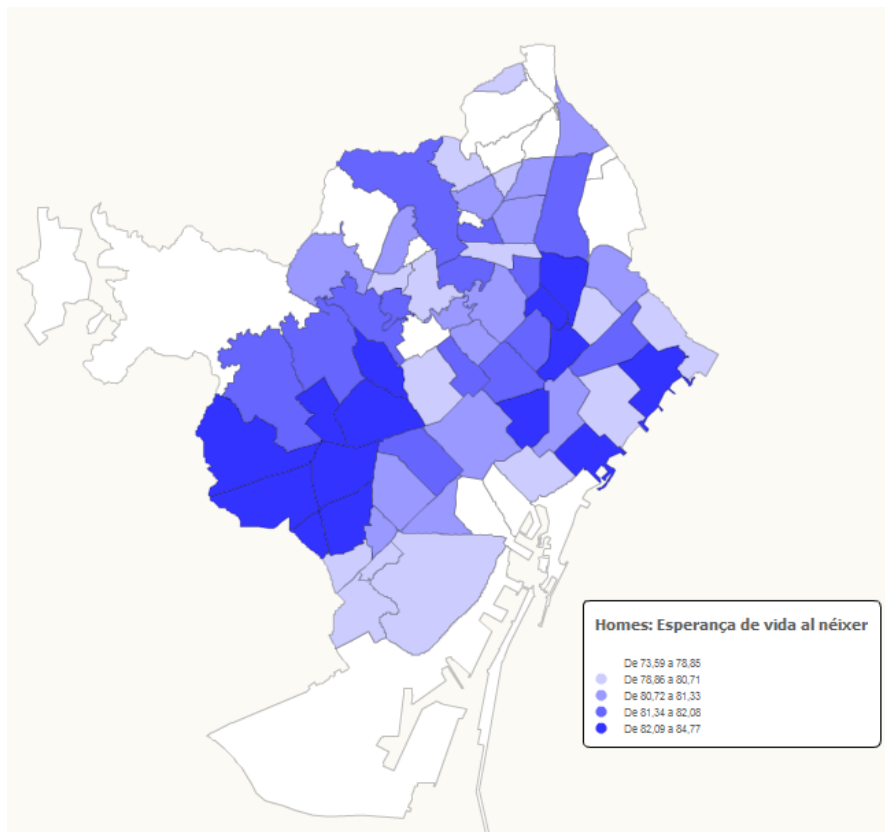 Homes: Esperança de vida al néixer
De 73,59 a 78,85
De 78,86 a 80,71
De 80,72 a 81,33
De 81,34 a 82,08
De 82,09 a 84,77